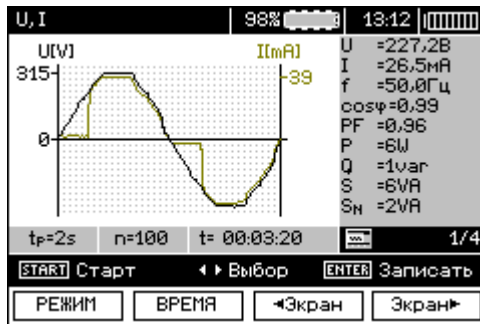 U,I 98% 13:12
U[V] I[mA]
315 39
0
U =227,2В
I =26,5мА
f =50,0Гц
cosφ=0,99
PF =0,96
P =6W
Q =1var
S =6VA
SN =2VA
tP=2s n=100 t= 00:03:20 1/4
START Старт ◂ ▸ Выбор ENTER Записать
РЕЖИМ ВРЕМЯ ◂Экран Экран▸